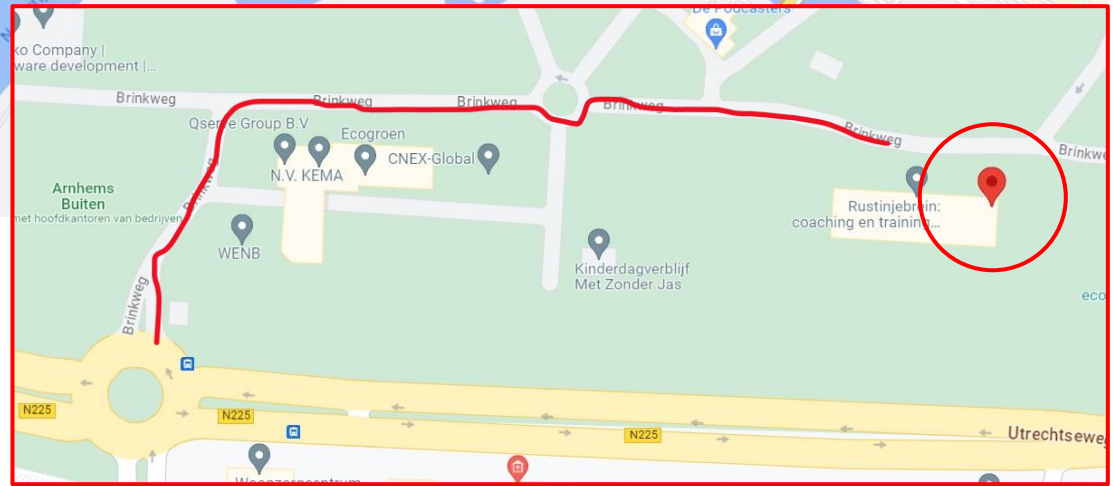 De Podcasters
ko Company |
ware development |...
Brinkweg
Brinkweg
Brinkweg
Brinkweg
Qserve Group B.V
Ecogroen
CNEX-Global
N.V. KEMA
Brinkweg
Brinkweg
Brinkwe
Arnhems
Buiten
met hoofdkantoren van bedrijven
Brinkweg
WENB
Rustinjebrein:
coaching en training...
Kinderdagverblijf
Met Zonder Jas
eco
N225
N225
N225
Utrechtseweg
Woonzorgcentrum